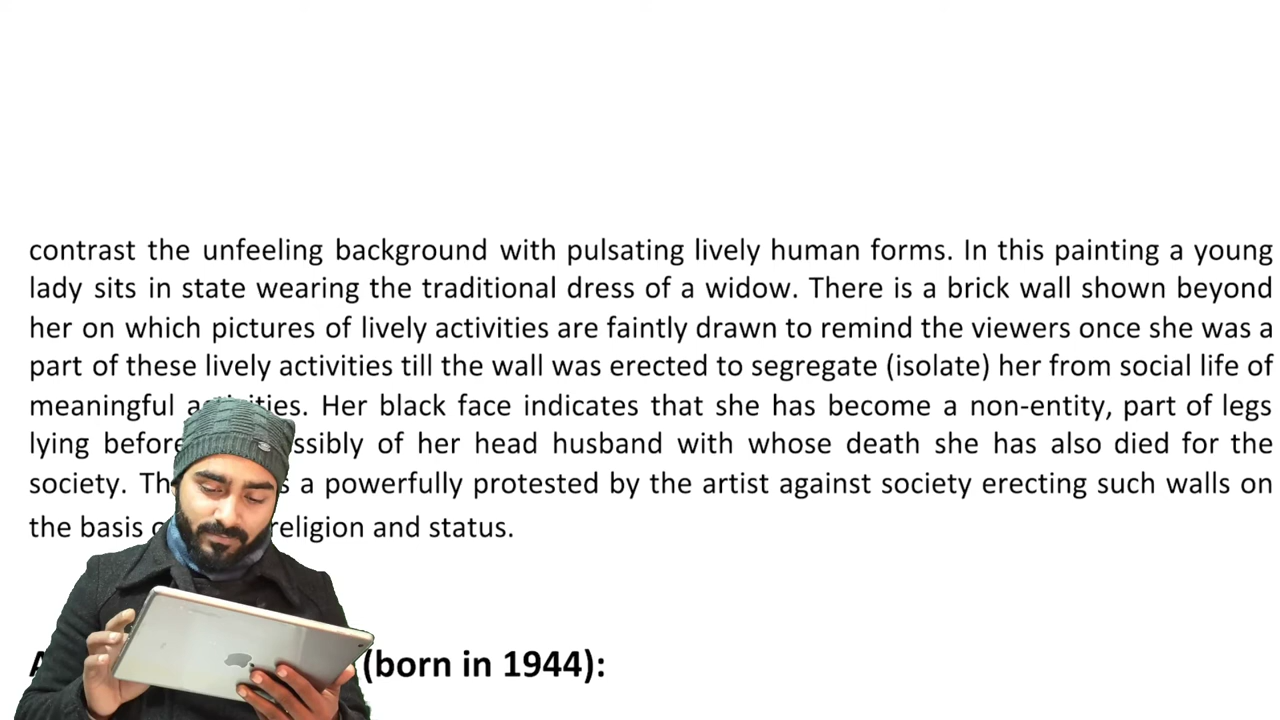 contrast the unfeeling background with pulsating lively human forms. In this painting a young
lady sits in state wearing the traditional dress of a widow. There is a brick wall shown beyond
her on which pictures of lively activities are faintly drawn to remind the viewers once she was a
part of these lively activities till the wall was erected to segregate (isolate) her from social life of
meaningful Her black face indicates that she has become a non-entity, part of legs
lying of her head husband with whose death she has also died for the
society. a powerfully protested by the artist against society erecting such walls on
the basis religion and status.
(born in 1944):